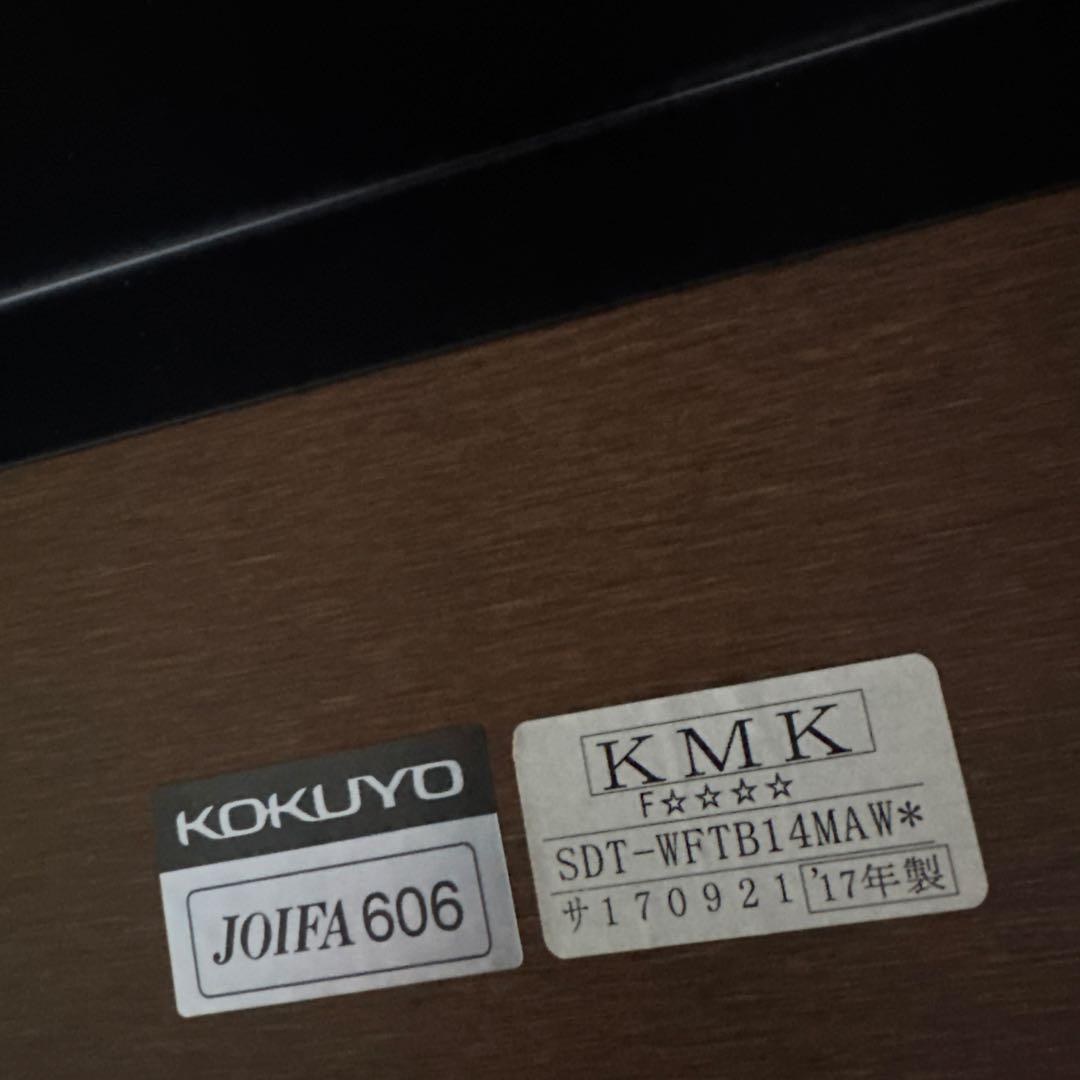 KOKUYO
JOIFA 606
KMK
F☆☆☆☆
SDT-WFTB14MAW*
サ170921 '17年製